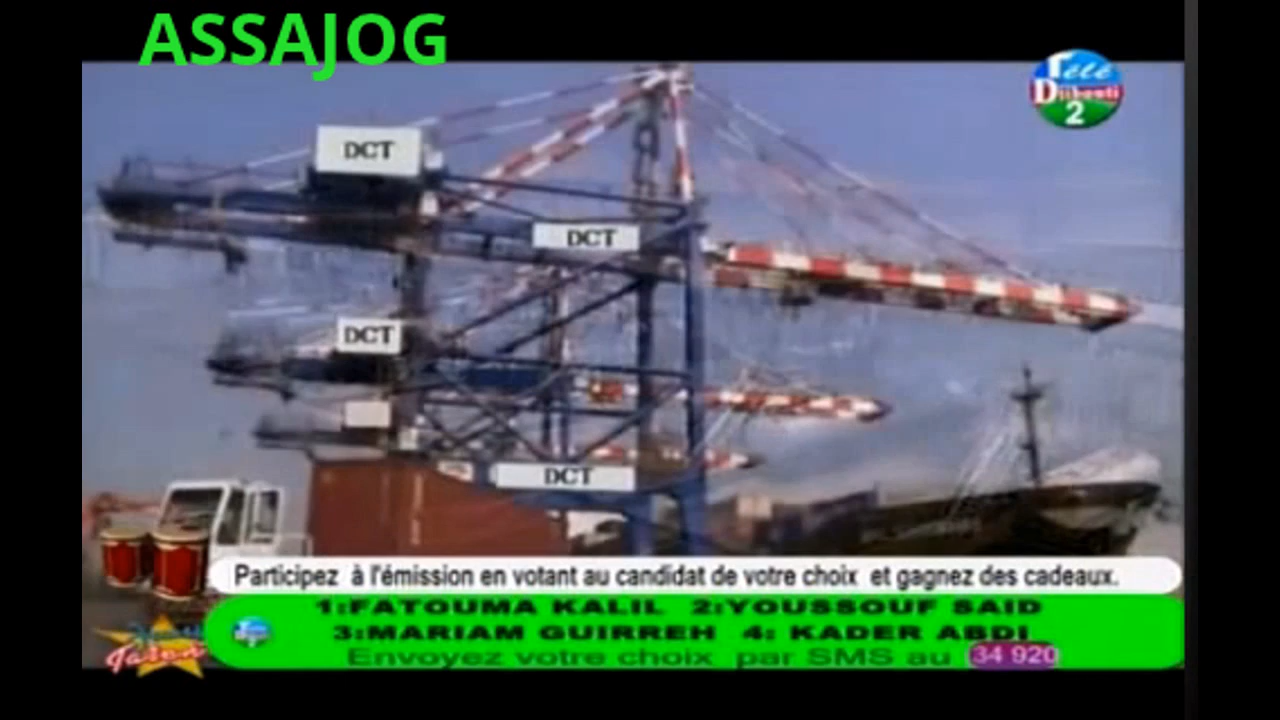 ASSAJOG
Télé
Djibouti
2
DCT
DCT
DCT
DCT
Participez à l'émission en votant au candidat de votre choix et gagnez des cadeaux.
1:FATOUMA KALIL 2:YOUSSOUF SAID
3:MARIAM GUIRREH 4: KADER ABDI
Envoyez votre choix par SMS au 34 920